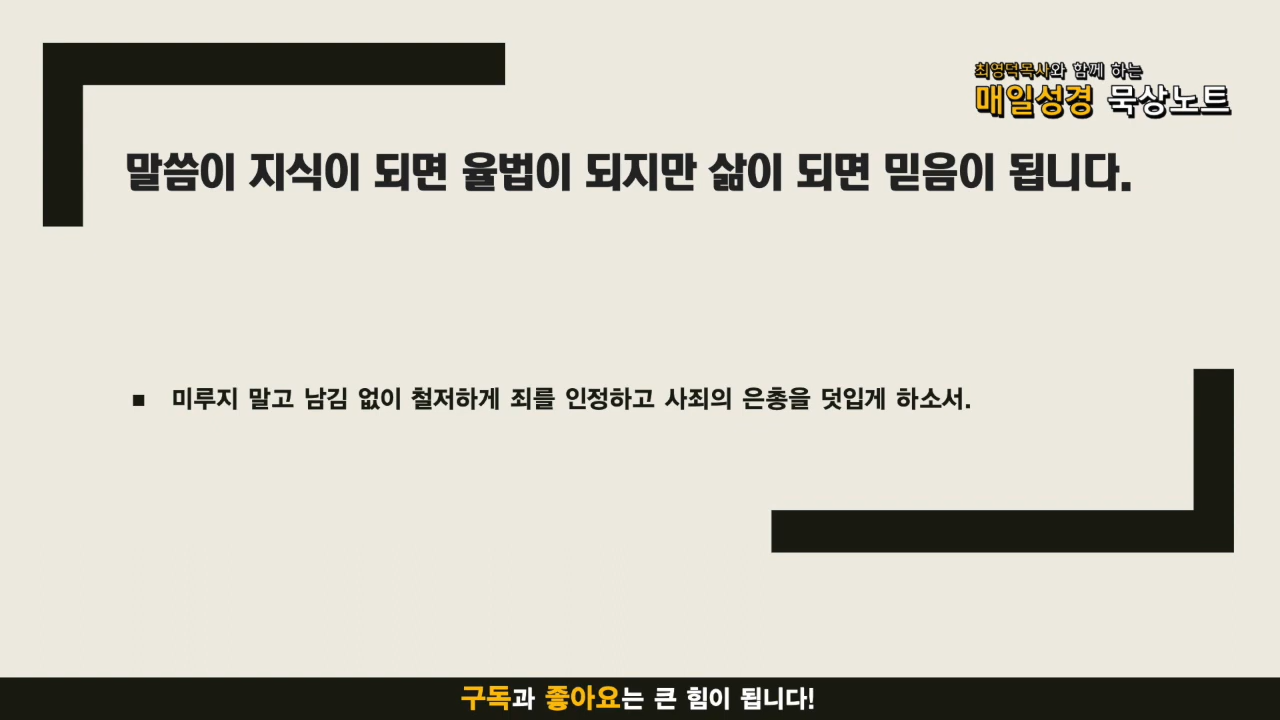 최영덕목사와 함께 하는
매일성경 묵상노트
말씀이 지식이 되면 율법이 되지만 삶이 되면 믿음이 됩니다.
▪ 미루지 말고 남김 없이 철저하게 죄를 인정하고 사죄의 은총을 덧입게 하소서.
구독과 좋아요는 큰 힘이 됩니다!